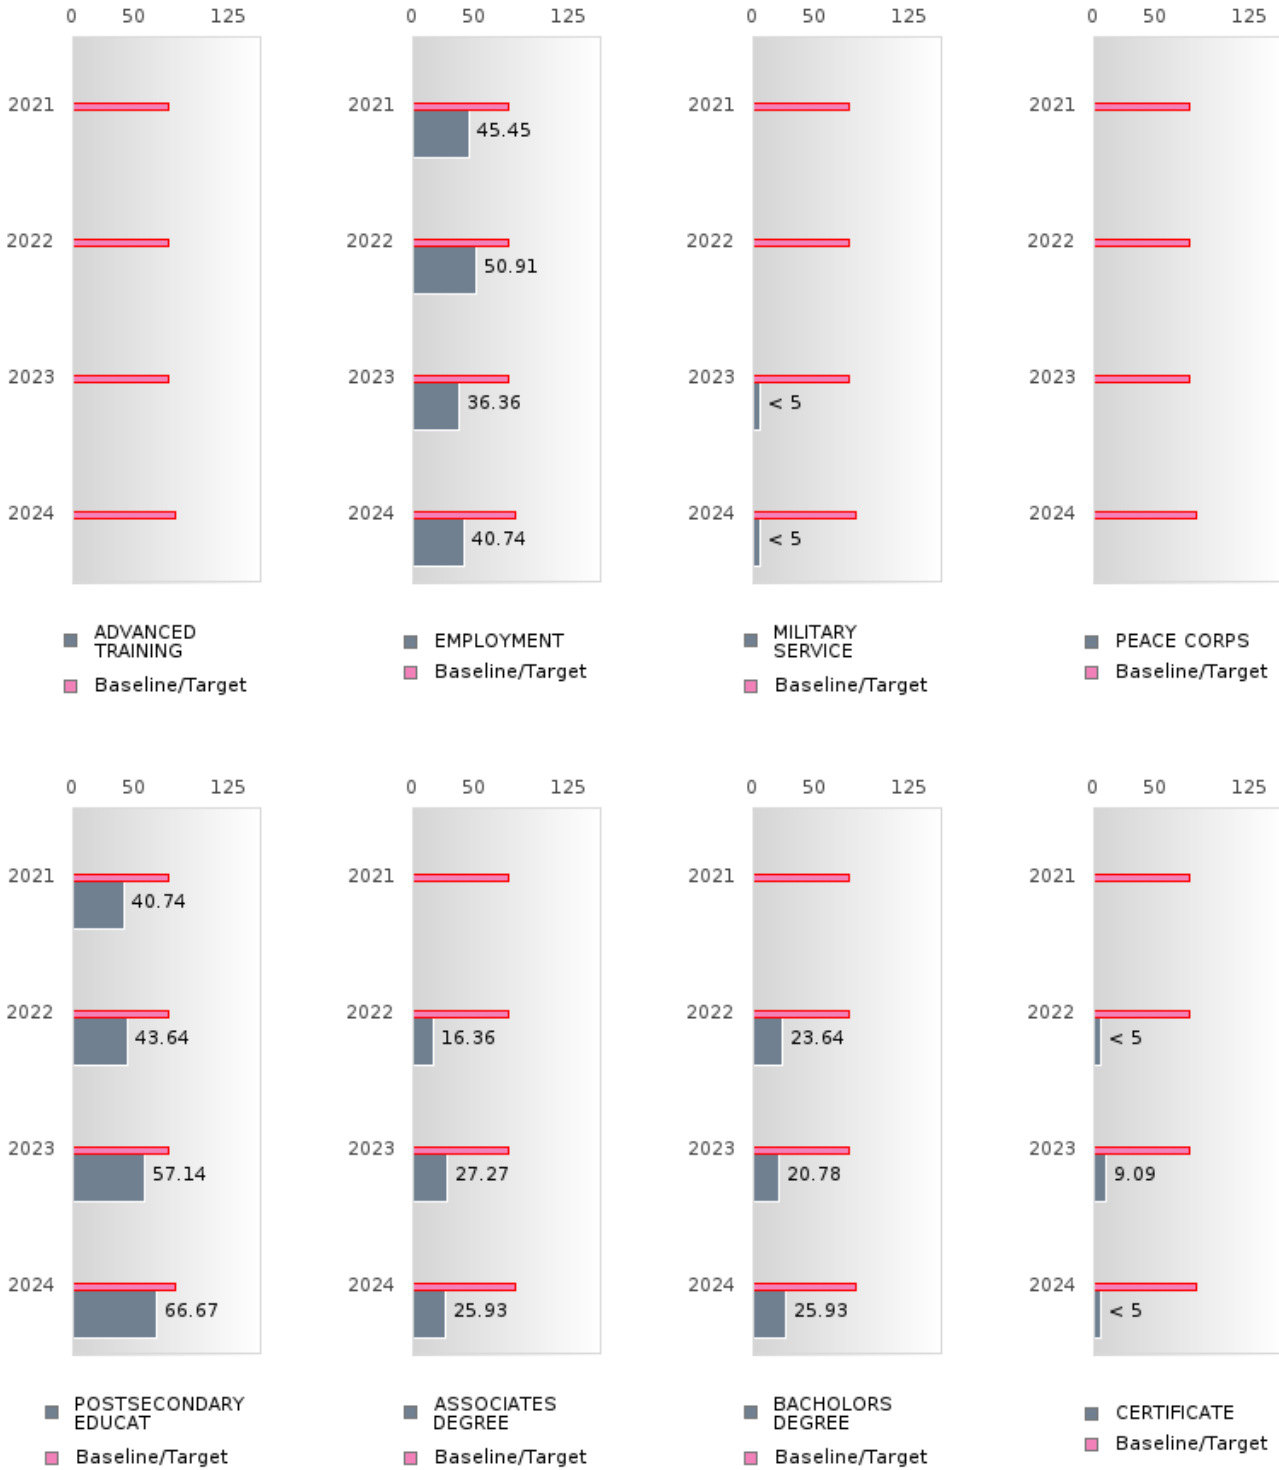 0 50 125 0 50 125 0 50 125 0 50 125
2021 2021 2021 2021
45.45
2022 2022 2022 2022
50.91
2023 2023 2023 2023
36.36 < 5
2024 2024 2024 2024
40.74 < 5
ADVANCED
TRAINING
Baseline/Target
EMPLOYMENT
Baseline/Target
MILITARY
SERVICE
Baseline/Target
PEACE CORPS
Baseline/Target
0 50 125 0 50 125 0 50 125 0 50 125
2021 2021 2021 2021
40.74
2022 2022 2022 2022
43.64 16.36 23.64 < 5
2023 2023 2023 2023
57.14 27.27 20.78 9.09
2024 2024 2024 2024
66.67 25.93 25.93 < 5
POSTSECONDARY
EDUCAT
Baseline/Target
ASSOCIATES
DEGREE
Baseline/Target
BACHOLORS
DEGREE
Baseline/Target
CERTIFICATE
Baseline/Target